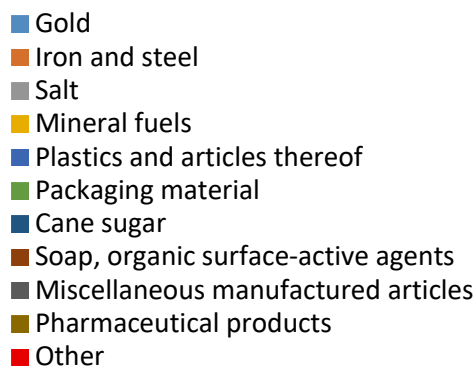 Gold
Iron and steel
Salt
Mineral fuels
Plastics and articles thereof
Packaging material
Cane sugar
Soap, organic surface-active agents
Miscellaneous manufactured articles
Pharmaceutical products
Other